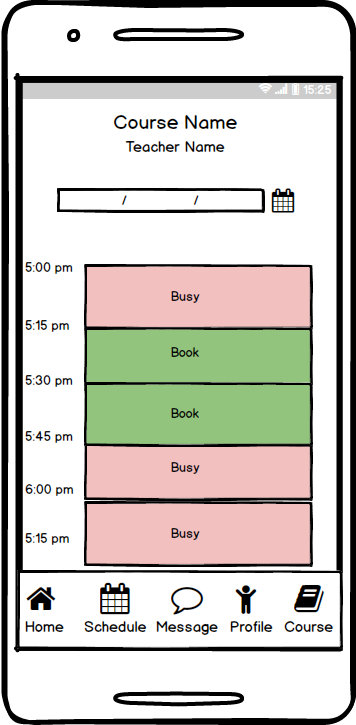 15:25
Course Name
Teacher Name
/ /
5:00 pm
Busy
5:15 pm
Book
5:30 pm
Book
5:45 pm
Busy
6:00 pm
Busy
5:15 pm
Home Schedule Message Profile Course